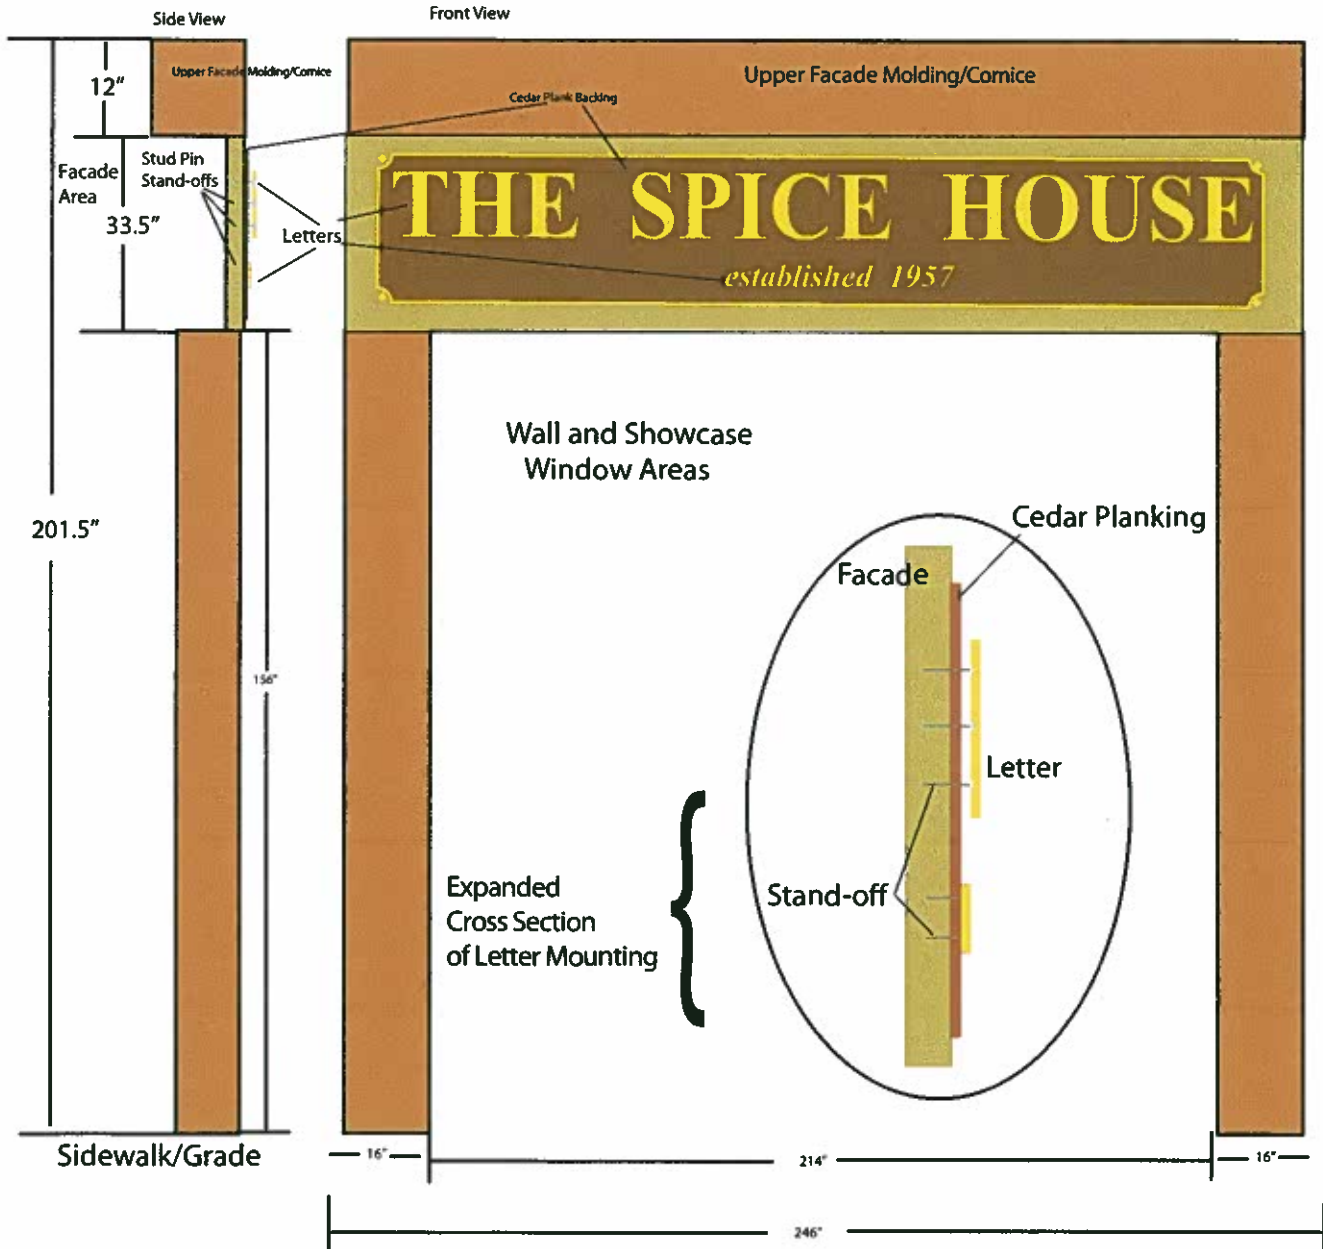 Side View
Front View
12"
Upper Facade Molding/Cornice
Upper Facade Molding/Cornice
Cedar Plank Backing
Facade
Area
Stud Pin
Stand-offs
33.5"
Letters
THE SPICE HOUSE
established 1957
Wall and Showcase
Window Areas
201.5"
Cedar Planking
Facade
156"
Letter
Stand-off
Expanded
Cross Section
of Letter Mounting
Sidewalk/Grade
16"
214"
16"
246"